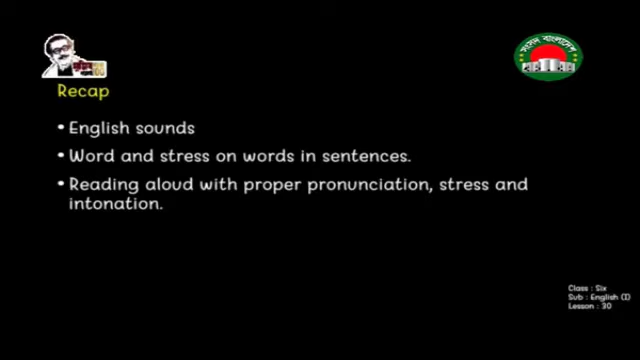 সংসদ বাংলাদেশ
Recap
• English sounds
• Word and stress on words in sentences.
• Reading aloud with proper pronunciation, stress and
intonation.
Class : Six
Sub : English (I)
Lesson : 30